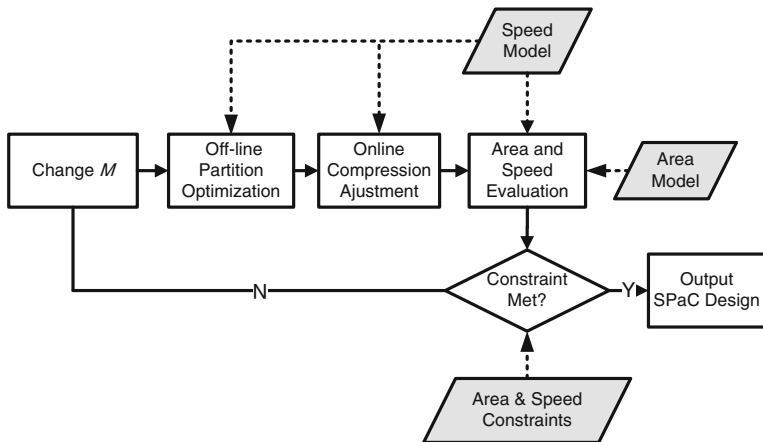 Speed
Model
Change M
Off-line
Partition
Optimization
Online
Compression
Ajustment
Area and
Speed
Evaluation
Area
Model
N
Constraint
Met?
Y
Output
SPaC Design
Area & Speed
Constraints